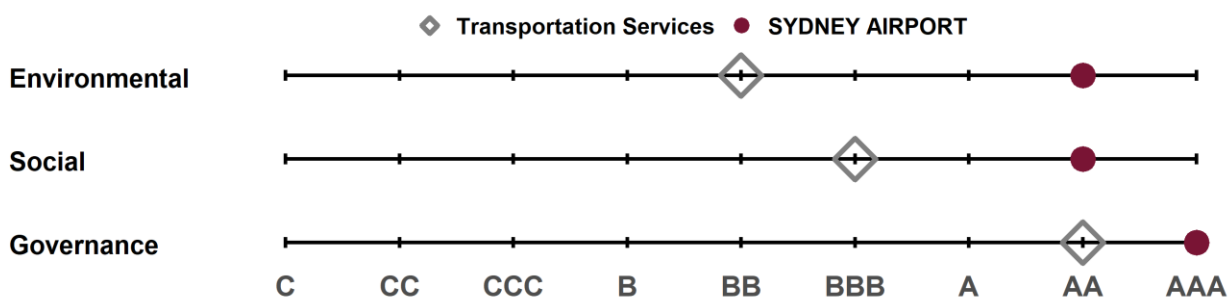 Transportation Services SYDNEY AIRPORT
Environmental
Social
Governance
C CC CCC B BB BBB A AA AAA